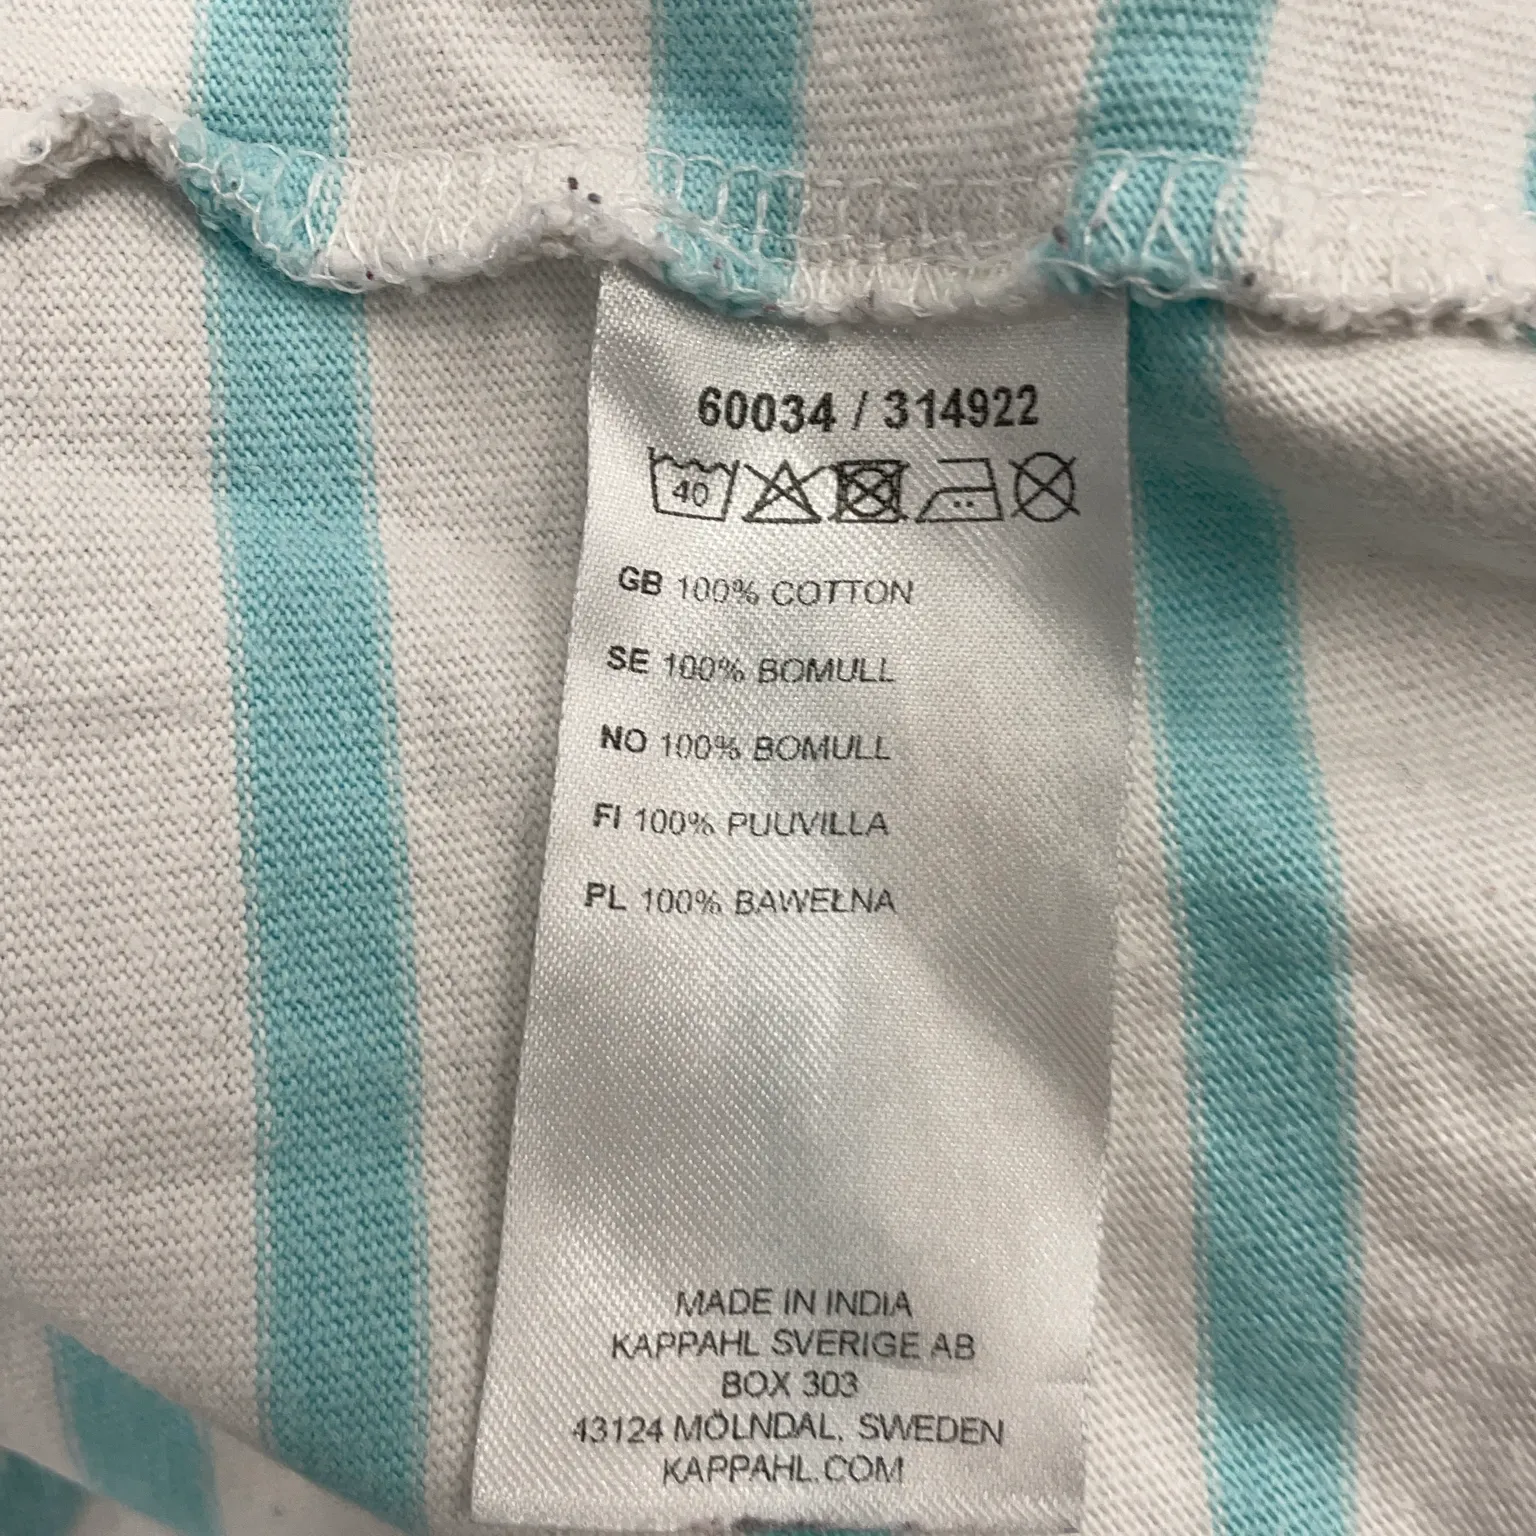 60034 / 314922
40
GB 100% COTTON
SE 100% BOMULL
NO 100% BOMULL
FI 100% PUUVILLA
PL 100% BAWEŁNA
MADE IN INDIA
KAPPAHL SVERIGE AB
BOX 303
43124 MÖLNDAL, SWEDEN
KAPPAHL.COM